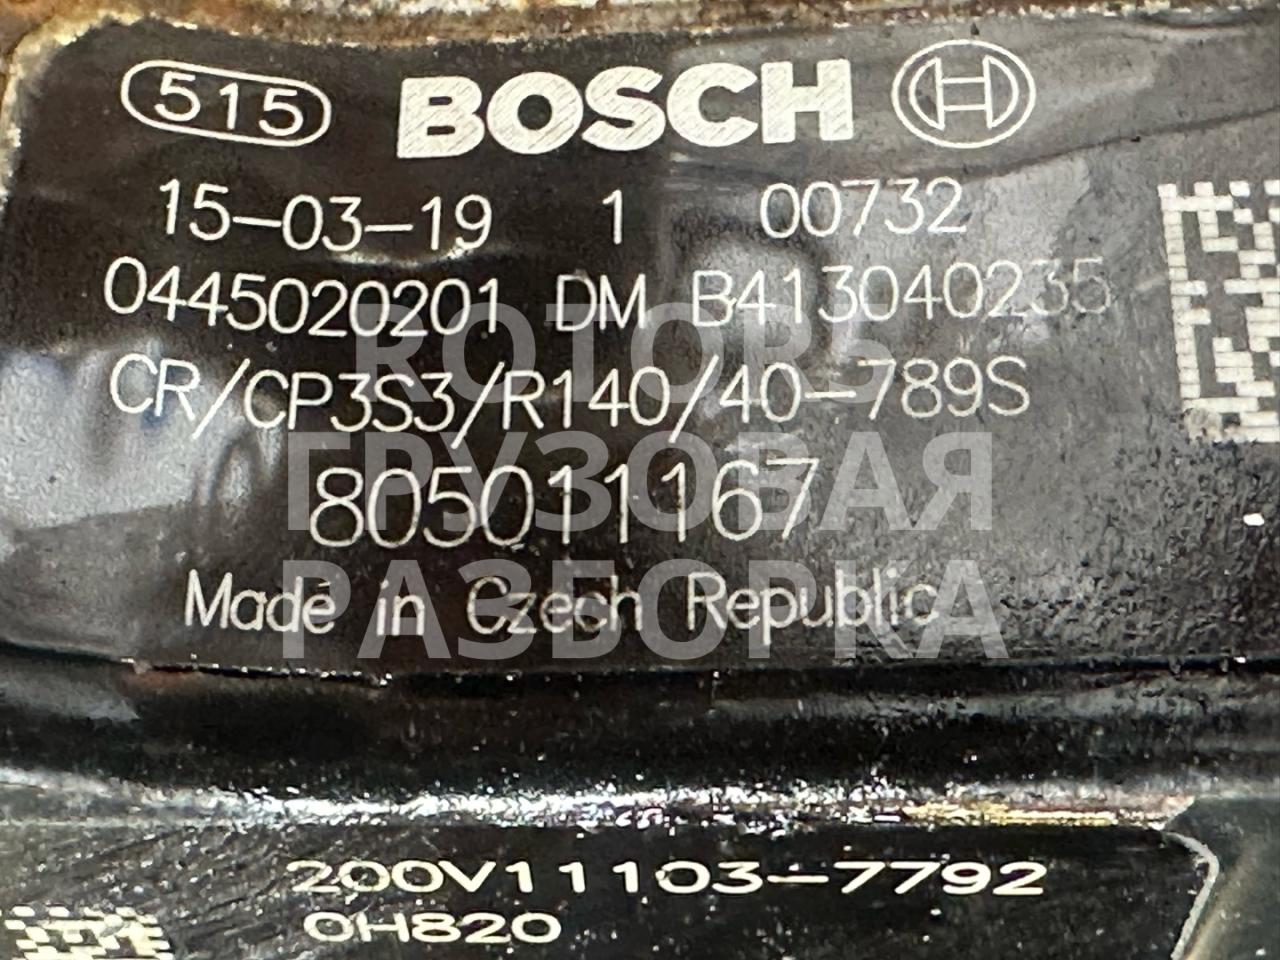 515 BOSCH
15-03-19 1 00732
0445020201 DM B413040235
CR/CP3S3/R140/40-789S
805011167
Made in Czech Republic
КОТОРЬ
ГРУЗОВАЯ
РАЗБОРКА
200V11103-7792
0H820